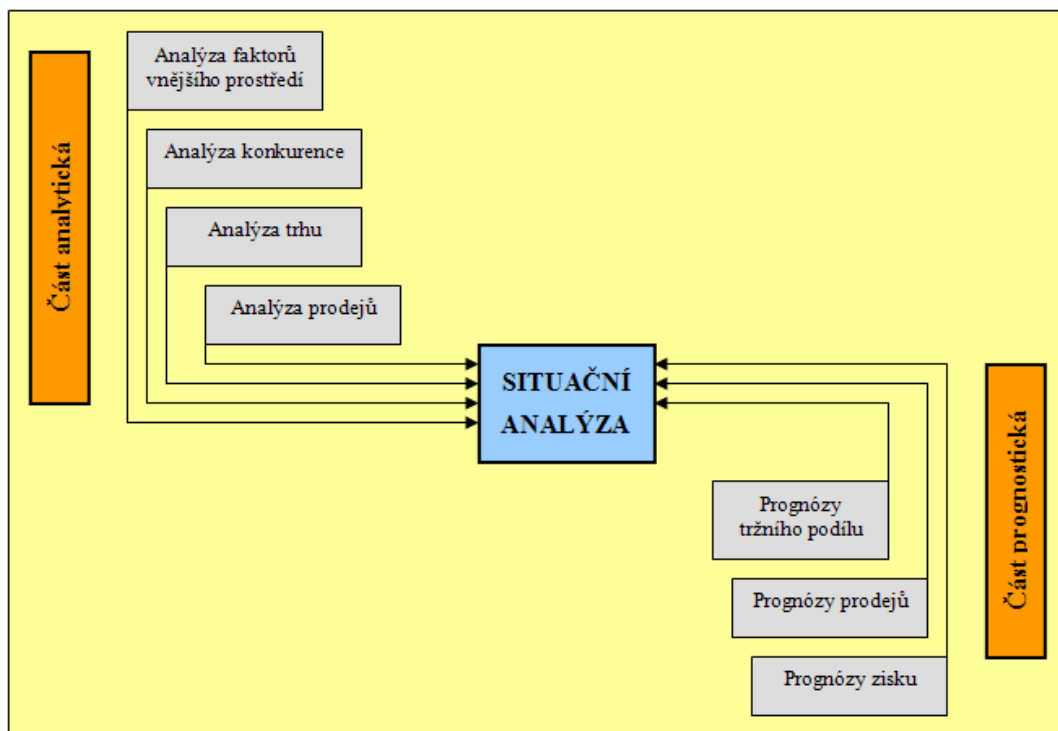 Část analytická
Analýza faktorů
vnějšího prostředí
Analýza konkurence
Analýza trhu
Analýza prodejů
SITUAČNÍ
ANALÝZA
Prognózy
tržního podílu
Prognózy prodejů
Prognózy zisku
Část prognostická